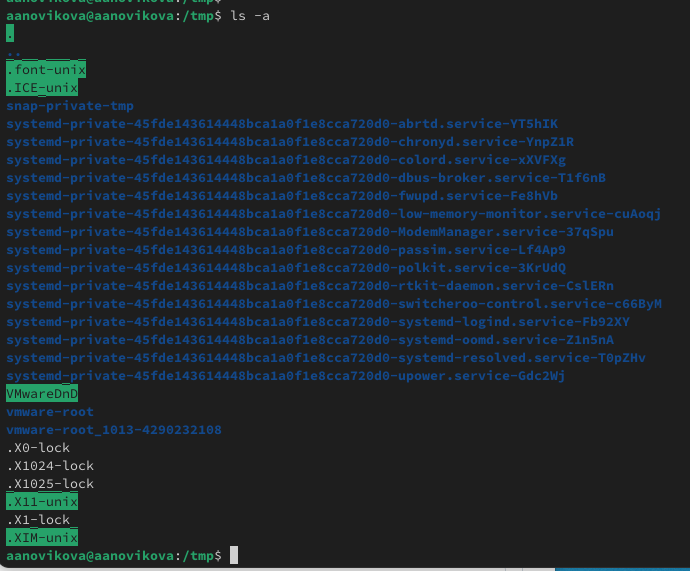 aanovikova@aanovikova:/tmp$
aanovikova@aanovikova:/tmp$ ls -a
.
..
.font-unix
.ICE-unix
snap-private-tmp
systemd-private-45fde143614448bca1a0f1e8cca720d0-abrtd.service-YT5hIK
systemd-private-45fde143614448bca1a0f1e8cca720d0-chronyd.service-YnpZ1R
systemd-private-45fde143614448bca1a0f1e8cca720d0-colord.service-xXVFXg
systemd-private-45fde143614448bca1a0f1e8cca720d0-dbus-broker.service-T1f6nB
systemd-private-45fde143614448bca1a0f1e8cca720d0-fwupd.service-Fe8hVb
systemd-private-45fde143614448bca1a0f1e8cca720d0-low-memory-monitor.service-cuAoqj
systemd-private-45fde143614448bca1a0f1e8cca720d0-ModemManager.service-37qSpu
systemd-private-45fde143614448bca1a0f1e8cca720d0-passim.service-Lf4Ap9
systemd-private-45fde143614448bca1a0f1e8cca720d0-polkit.service-3KrUdQ
systemd-private-45fde143614448bca1a0f1e8cca720d0-rtkit-daemon.service-CslERn
systemd-private-45fde143614448bca1a0f1e8cca720d0-switcheroo-control.service-c66ByM
systemd-private-45fde143614448bca1a0f1e8cca720d0-systemd-logind.service-Fb92XY
systemd-private-45fde143614448bca1a0f1e8cca720d0-systemd-oomd.service-Z1n5nA
systemd-private-45fde143614448bca1a0f1e8cca720d0-systemd-resolved.service-T0pZHv
systemd-private-45fde143614448bca1a0f1e8cca720d0-upower.service-Gdc2Wj
VMwareDnD
vmware-root
vmware-root_1013-4290232108
.X0-lock
.X1024-lock
.X1025-lock
.X11-unix
.X1-lock
.XIM-unix
aanovikova@aanovikova:/tmp$